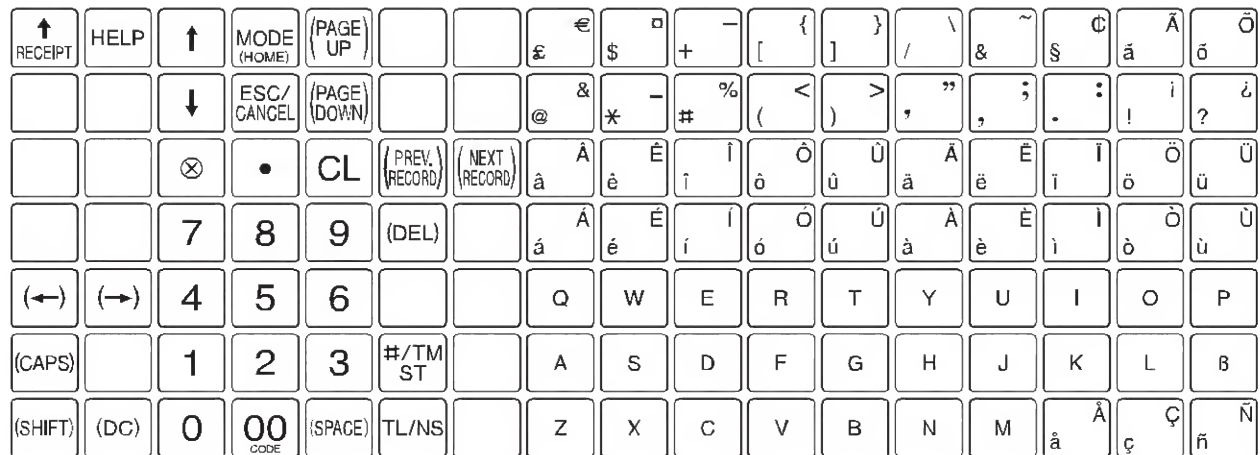 ↑ RECEIPT HELP ↑ MODE (HOME) (PAGE UP) £ € $ ¤ + – [ { ] } / \ & ~ § ₵ ã Ã õ Õ
↓ ESC/CANCEL (PAGE DOWN) @ & * – # % ( < ) > ' ” , ; . : ! ¡ ? ¿
⊗ • CL (PREV. RECORD) (NEXT RECORD) â Â ê Ê î Î ô Ô û Û ä Ä ë Ë ï Ï ö Ö ü Ü
7 8 9 (DEL) á Á é É í Í ó Ó ú Ú à À è È ì Ì ò Ò ù Ù
(←) (→) 4 5 6 Q W E R T Y U I O P
(CAPS) 1 2 3 #/TM ST A S D F G H J K L ß
(SHIFT) (DC) 0 00 CODE (SPACE) TL/NS Z X C V B N M å Å ç Ç ñ Ñ